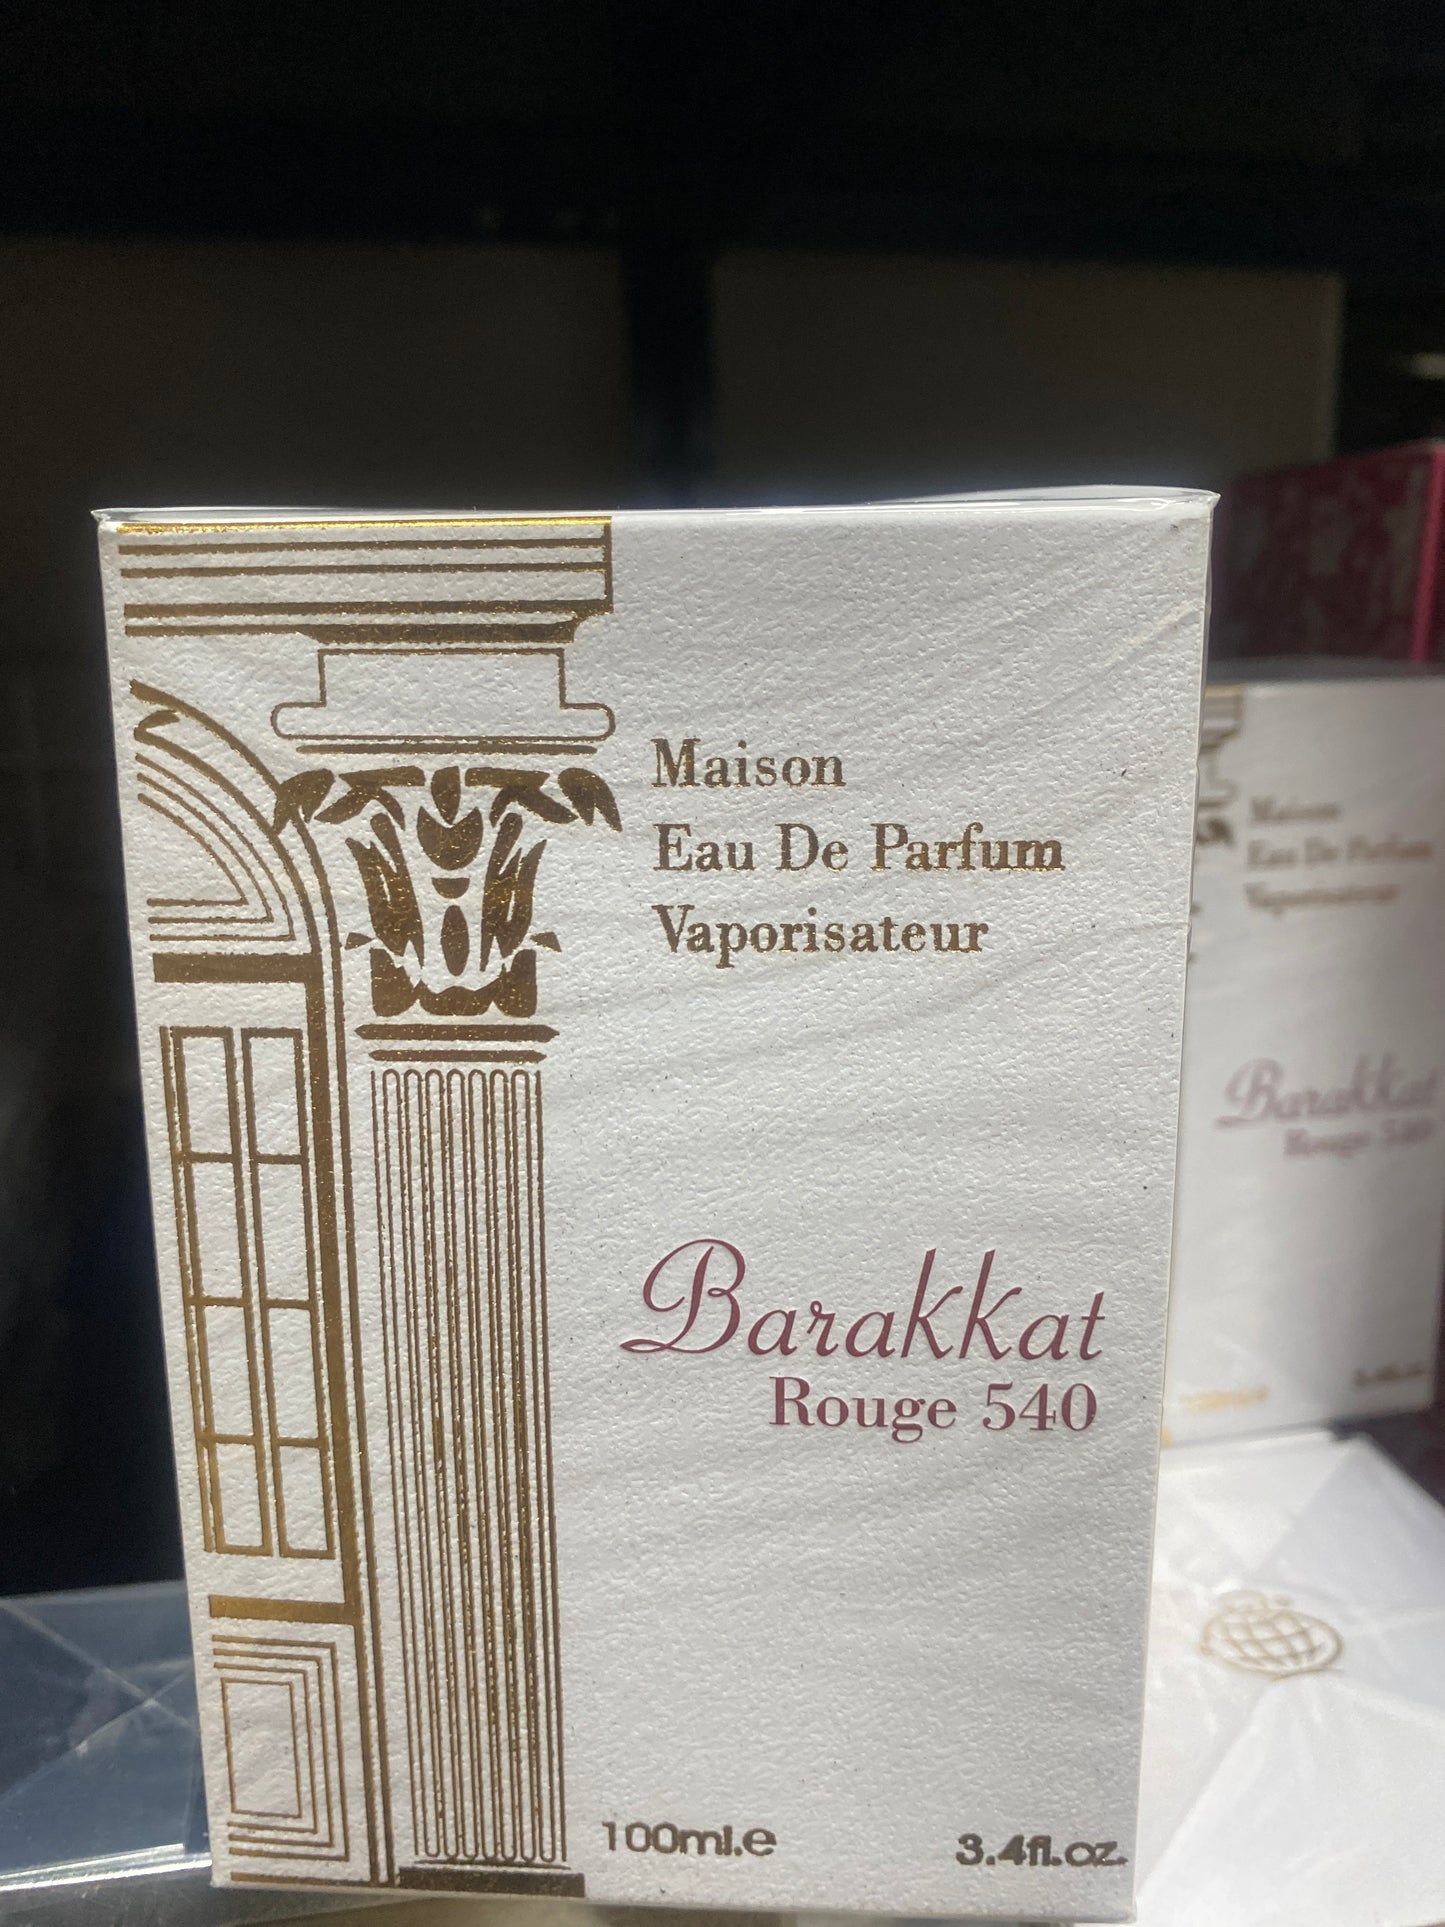 Maison
Eau De Parfum
Vaporisateur
Barakkat
Rouge 540
100ml.e
3.4fl.oz.
Maison
Eau De Parfum
Vaporisateur
Barakkat
Rouge 540